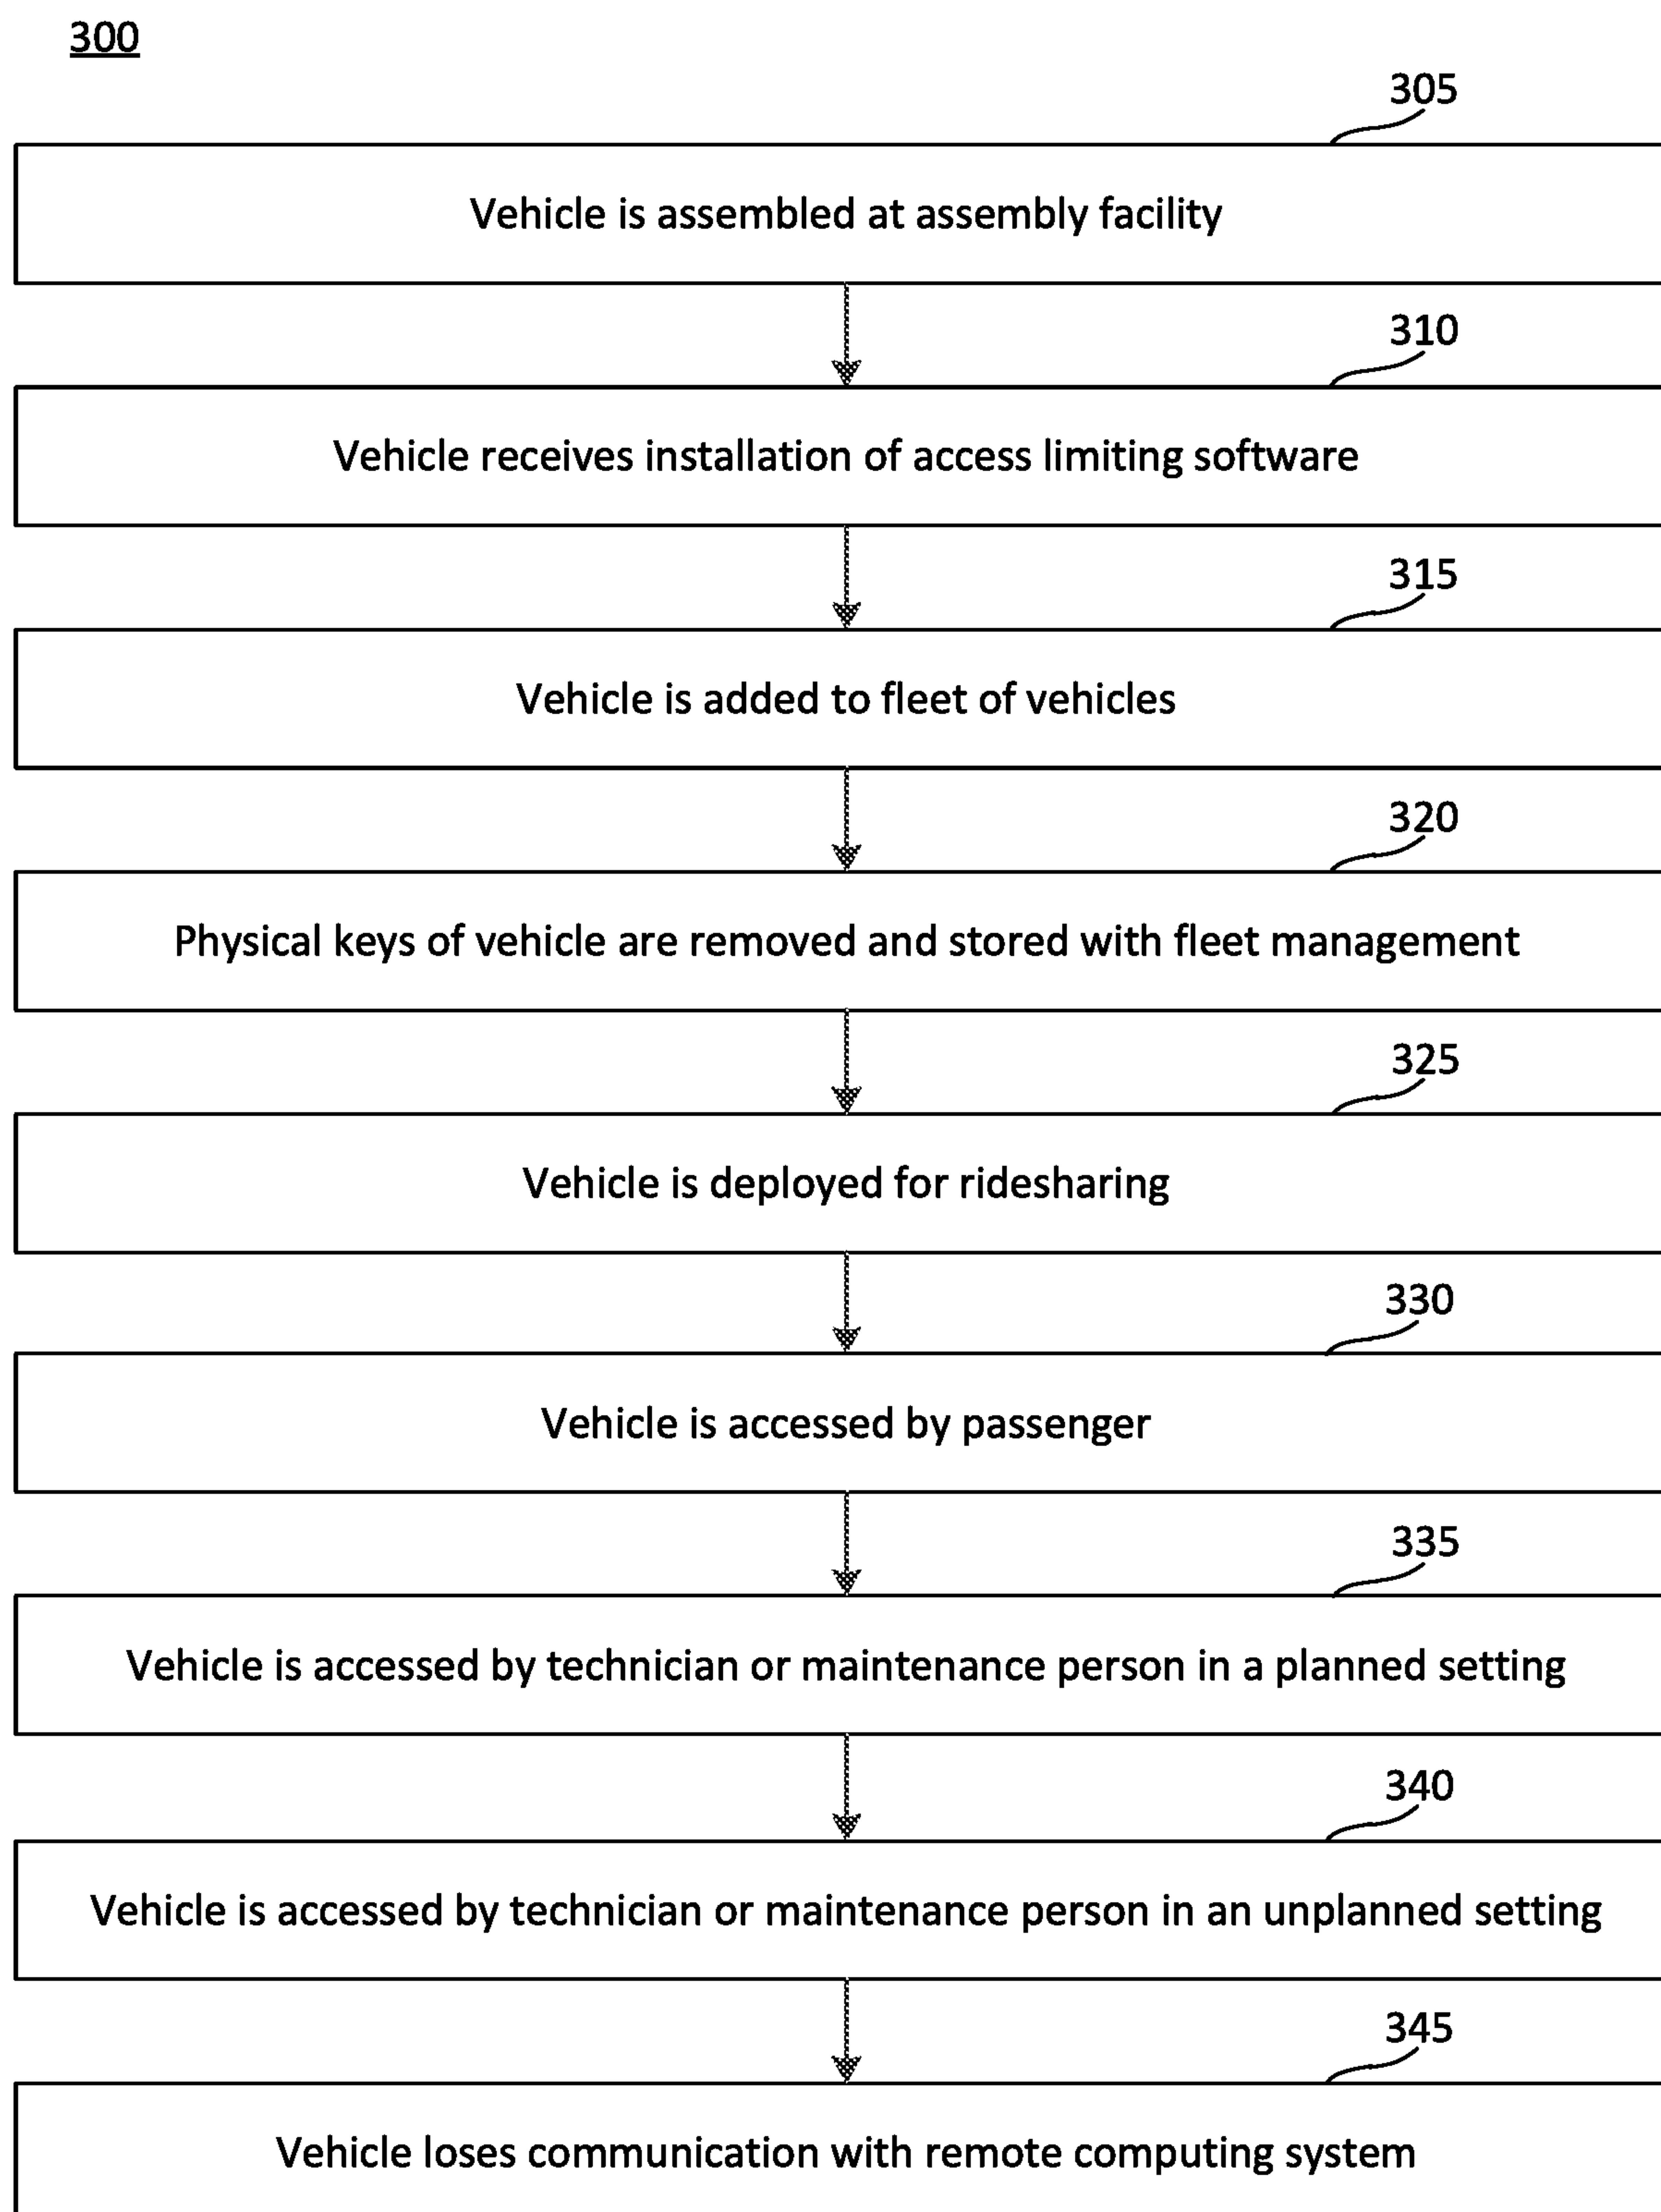 300
305
Vehicle is assembled at assembly facility
310
Vehicle receives installation of access limiting software
315
Vehicle is added to fleet of vehicles
320
Physical keys of vehicle are removed and stored with fleet management
325
Vehicle is deployed for ridesharing
330
Vehicle is accessed by passenger
335
Vehicle is accessed by technician or maintenance person in a planned setting
340
Vehicle is accessed by technician or maintenance person in an unplanned setting
345
Vehicle loses communication with remote computing system